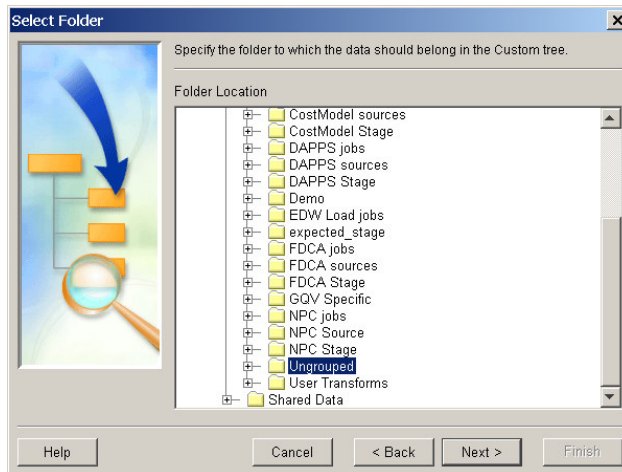 Select Folder
Specify the folder to which the data should belong in the Custom tree.
Folder Location
CostModel sources
CostModel Stage
DAPPS jobs
DAPPS sources
DAPPS Stage
Demo
EDW Load jobs
expected_stage
FDCA jobs
FDCA sources
FDCA Stage
GQV Specific
NPC jobs
NPC Source
NPC Stage
Ungrouped
User Transforms
Shared Data
Help Cancel < Back Next > Finish